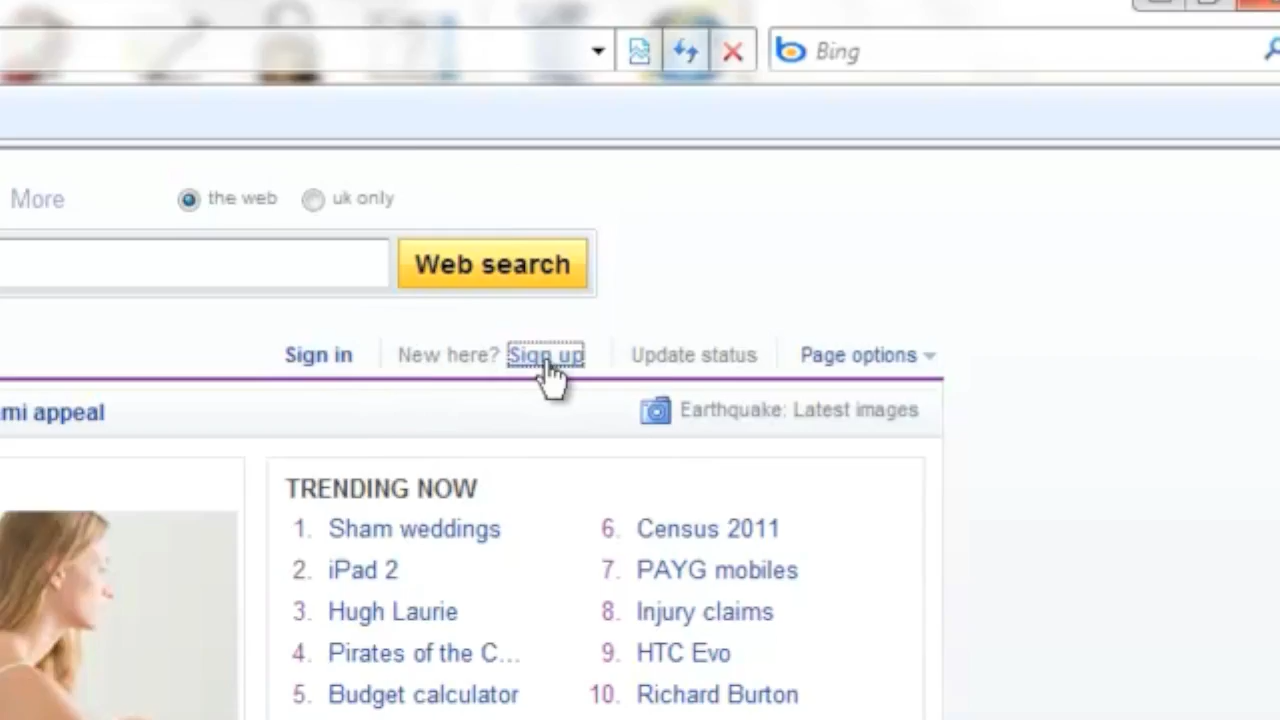 Bing
More the web uk only
Web search
Sign in New here? Sign up Update status Page options
mi appeal Earthquake: Latest images
TRENDING NOW
1. Sham weddings 6. Census 2011
2. iPad 2 7. PAYG mobiles
3. Hugh Laurie 8. Injury claims
4. Pirates of the C... 9. HTC Evo
5. Budget calculator 10. Richard Burton